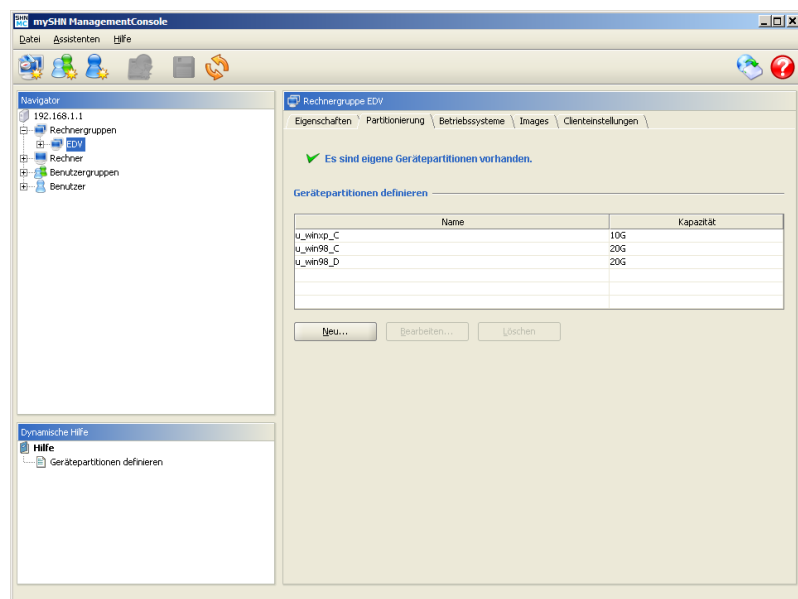 mySHN ManagementConsole
Datei Assistenten Hilfe
Navigator
192.168.1.1
Rechnergruppen
EDV
Rechner
Benutzergruppen
Benutzer
Dynamische Hilfe
Hilfe
Gerätepartitionen definieren
Rechnergruppe EDV
Eigenschaften Partitionierung Betriebssysteme Images Clienteinstellungen
Es sind eigene Gerätepartitionen vorhanden.
Gerätepartitionen definieren
Name Kapazität
u_winxp_C 10G
u_win98_C 20G
u_win98_D 20G
Neu... Bearbeiten... Löschen